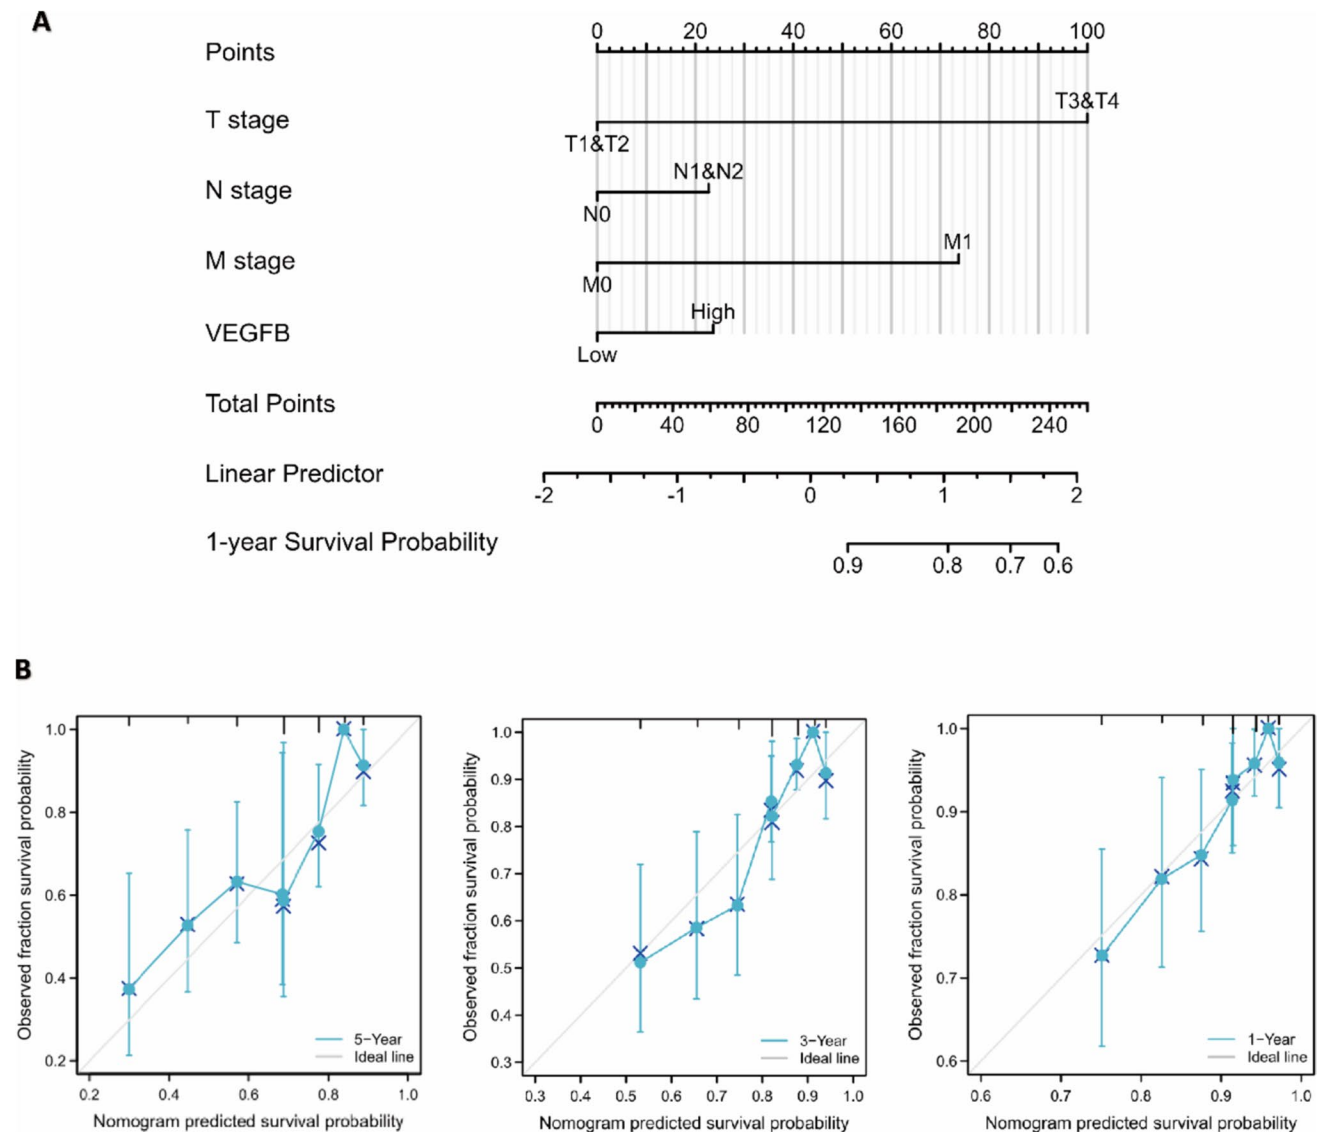 A
Points
0 20 40 60 80 100
T stage
T3&T4
T1&T2
N stage
N1&N2
N0
M stage
M1
M0
VEGFB
High
Low
Total Points
0 40 80 120 160 200 240
Linear Predictor
-2 -1 0 1 2
1-year Survival Probability
0.9 0.8 0.7 0.6
B
Observed fraction survival probability
1.0
0.8
0.6
0.4
0.2
5-Year
Ideal line
0.2 0.4 0.6 0.8 1.0
Nomogram predicted survival probability
Observed fraction survival probability
1.0
0.9
0.8
0.7
0.6
0.5
0.4
0.3
3-Year
Ideal line
0.3 0.4 0.5 0.6 0.7 0.8 0.9 1.0
Nomogram predicted survival probability
Observed fraction survival probability
1.0
0.9
0.8
0.7
0.6
1-Year
Ideal line
0.6 0.7 0.8 0.9 1.0
Nomogram predicted survival probability